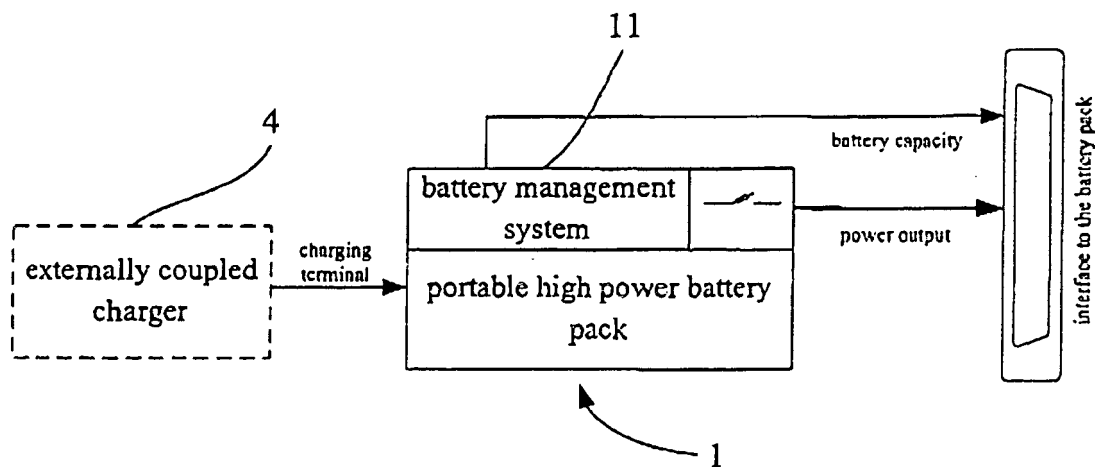 11
4
battery capacity
battery management
system
power output
externally coupled
charger
charging
terminal
portable high power battery
pack
interface to the battery pack
1